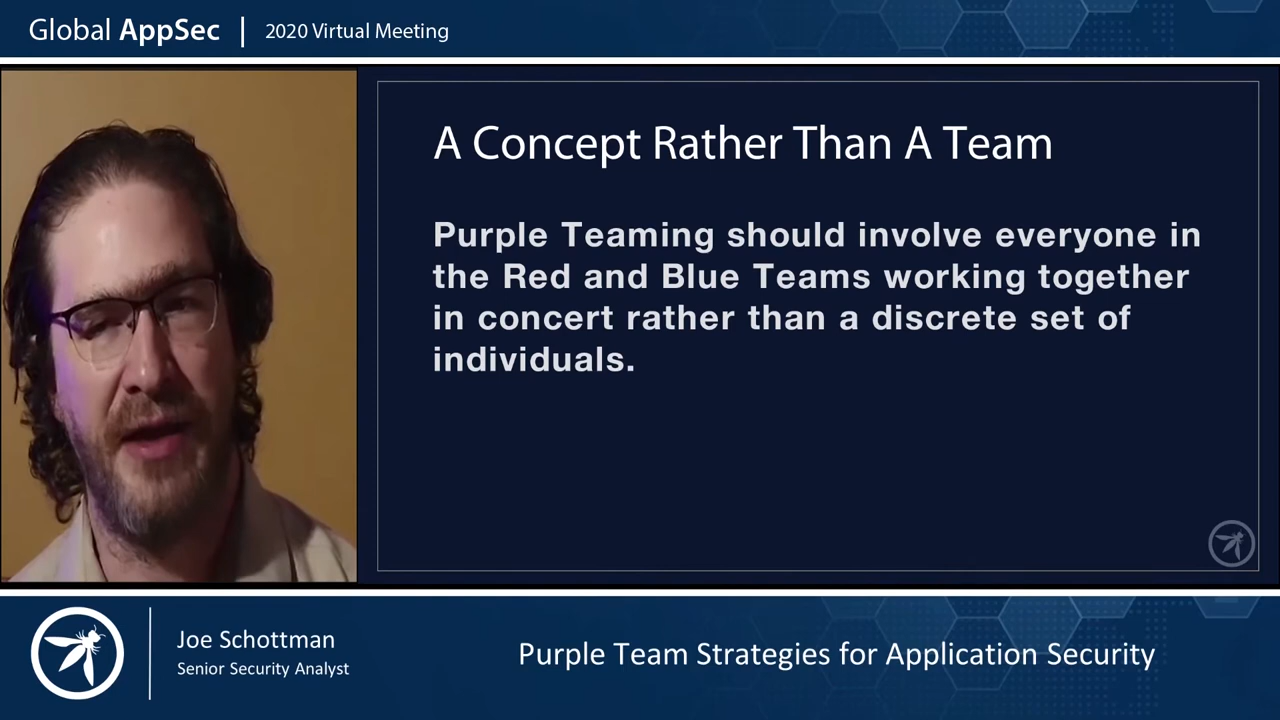 Global AppSec | 2020 Virtual Meeting
A Concept Rather Than A Team
Purple Teaming should involve everyone in
the Red and Blue Teams working together
in concert rather than a discrete set of
individuals.
Joe Schottman
Senior Security Analyst
Purple Team Strategies for Application Security